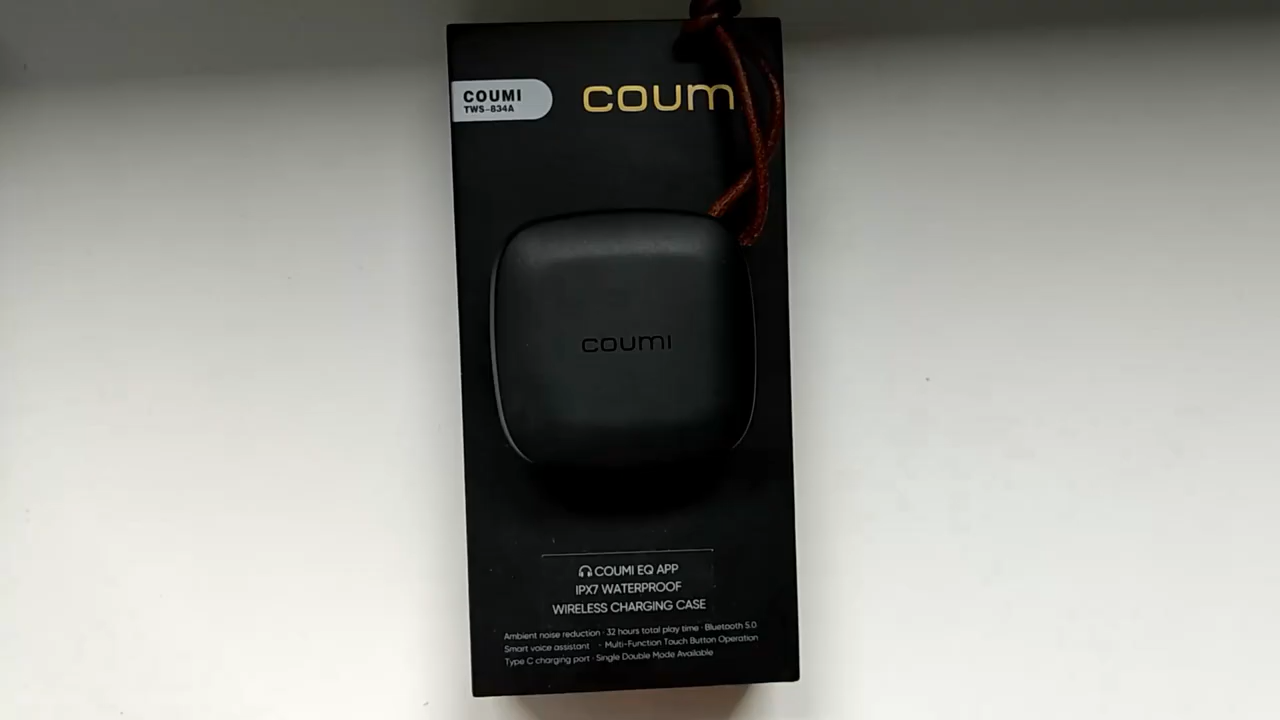 COUMI
TWS-834A
coum
coumi
COUMI EQ APP
IPX7 WATERPROOF
WIRELESS CHARGING CASE
Ambient noise reduction · 32 hours total play time · Bluetooth 5.0
Smart voice assistant · Multi-Function Touch Button Operation
Type C charging port · Single Double Mode Available